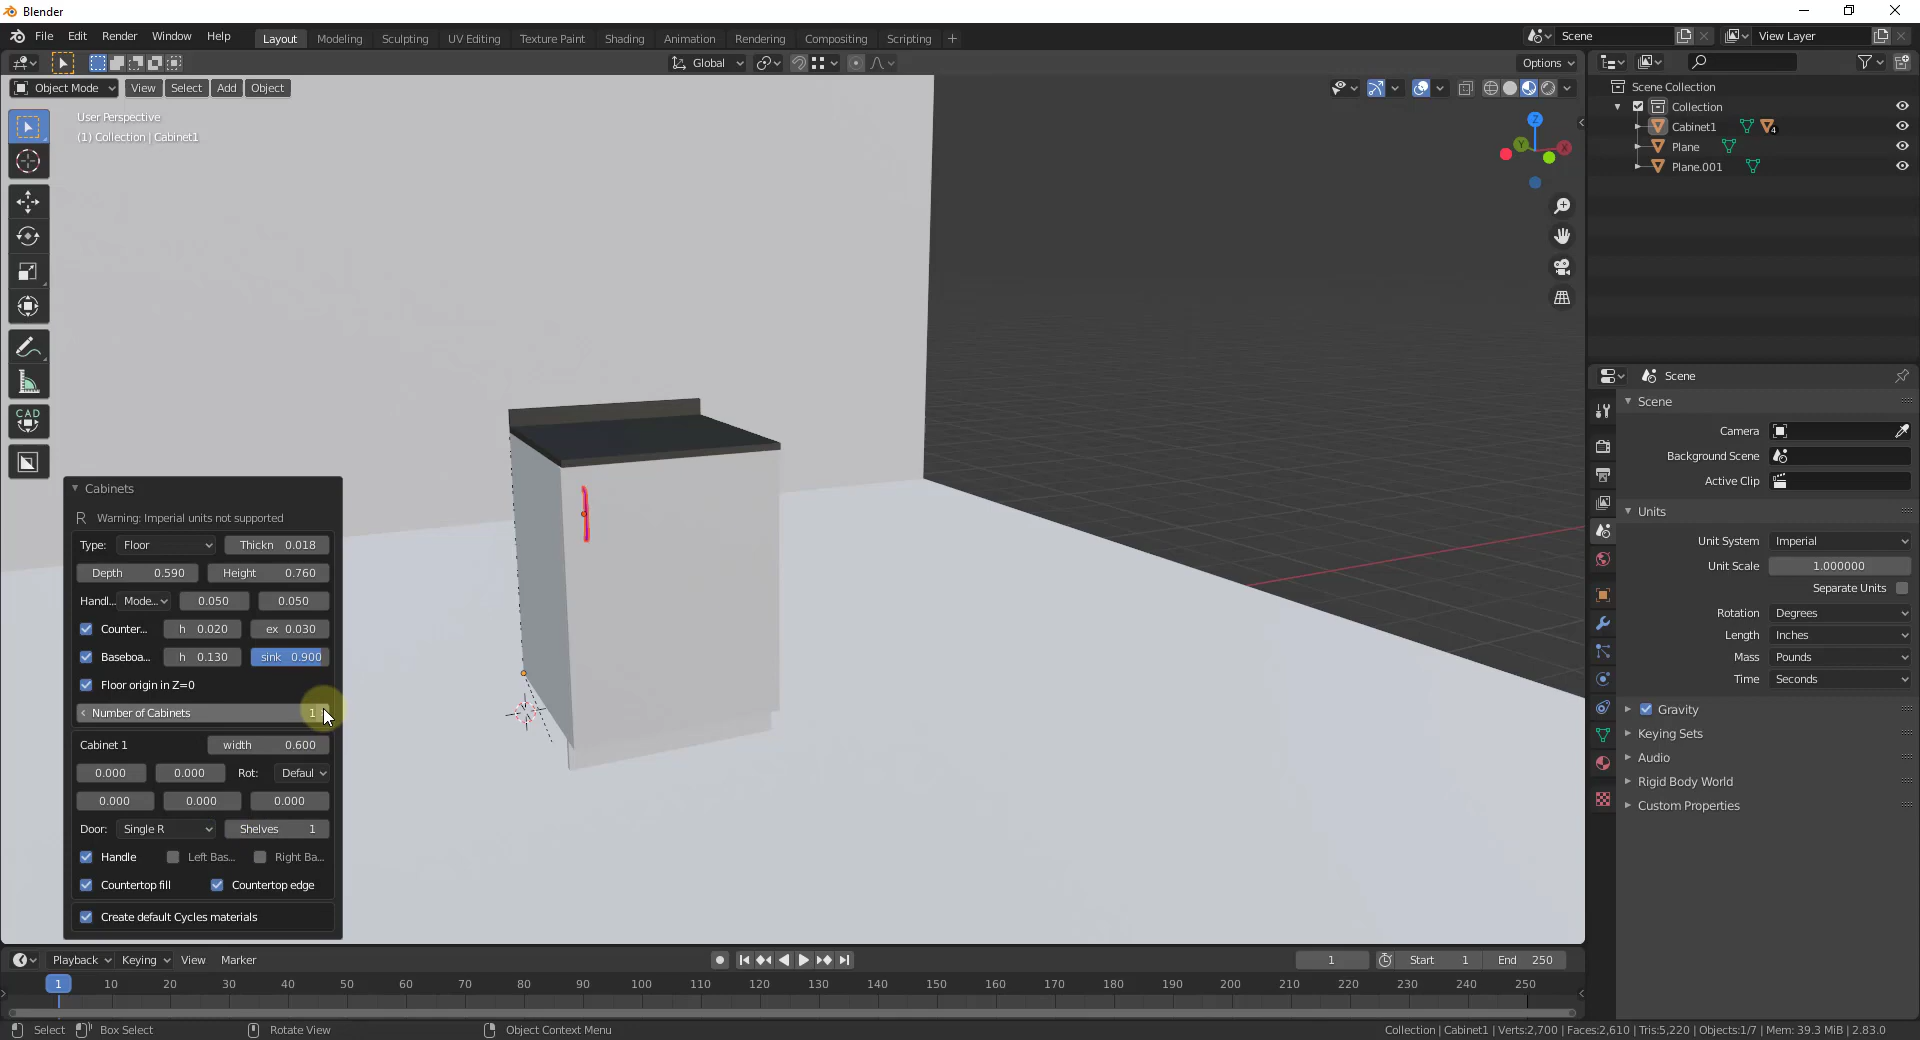 Blender
File Edit Render Window Help
Layout Modeling Sculpting UV Editing Texture Paint Shading Animation Rendering Compositing Scripting +
Scene
View Layer
Global
Options
Object Mode View Select Add Object
User Perspective
(1) Collection | Cabinet1
Z
Y
X
CAD
Cabinets
R Warning: Imperial units not supported
Type: Floor Thickn 0.018
Depth 0.590 Height 0.760
Handl... Mode... 0.050 0.050
Counter... h 0.020 ex 0.030
Baseboa... h 0.130 sink 0.900
Floor origin in Z=0
Number of Cabinets 1
Cabinet 1 width 0.600
0.000 0.000 Rot: Defaul
0.000 0.000 0.000
Door: Single R Shelves 1
Handle Left Bas... Right Ba...
Countertop fill Countertop edge
Create default Cycles materials
Scene Collection
Collection
Cabinet1 4
Plane
Plane.001
Scene
Scene
Camera
Background Scene
Active Clip
Units
Unit System Imperial
Unit Scale 1.000000
Separate Units
Rotation Degrees
Length Inches
Mass Pounds
Time Seconds
Gravity
Keying Sets
Audio
Rigid Body World
Custom Properties
Playback Keying View Marker
1 Start 1 End 250
1 10 20 30 40 50 60 70 80 90 100 110 120 130 140 150 160 170 180 190 200 210 220 230 240 250
Select Box Select Rotate View Object Context Menu
Collection | Cabinet1 | Verts:2,700 | Faces:2,610 | Tris:5,220 | Objects:1/7 | Mem: 39.3 MiB | 2.83.0